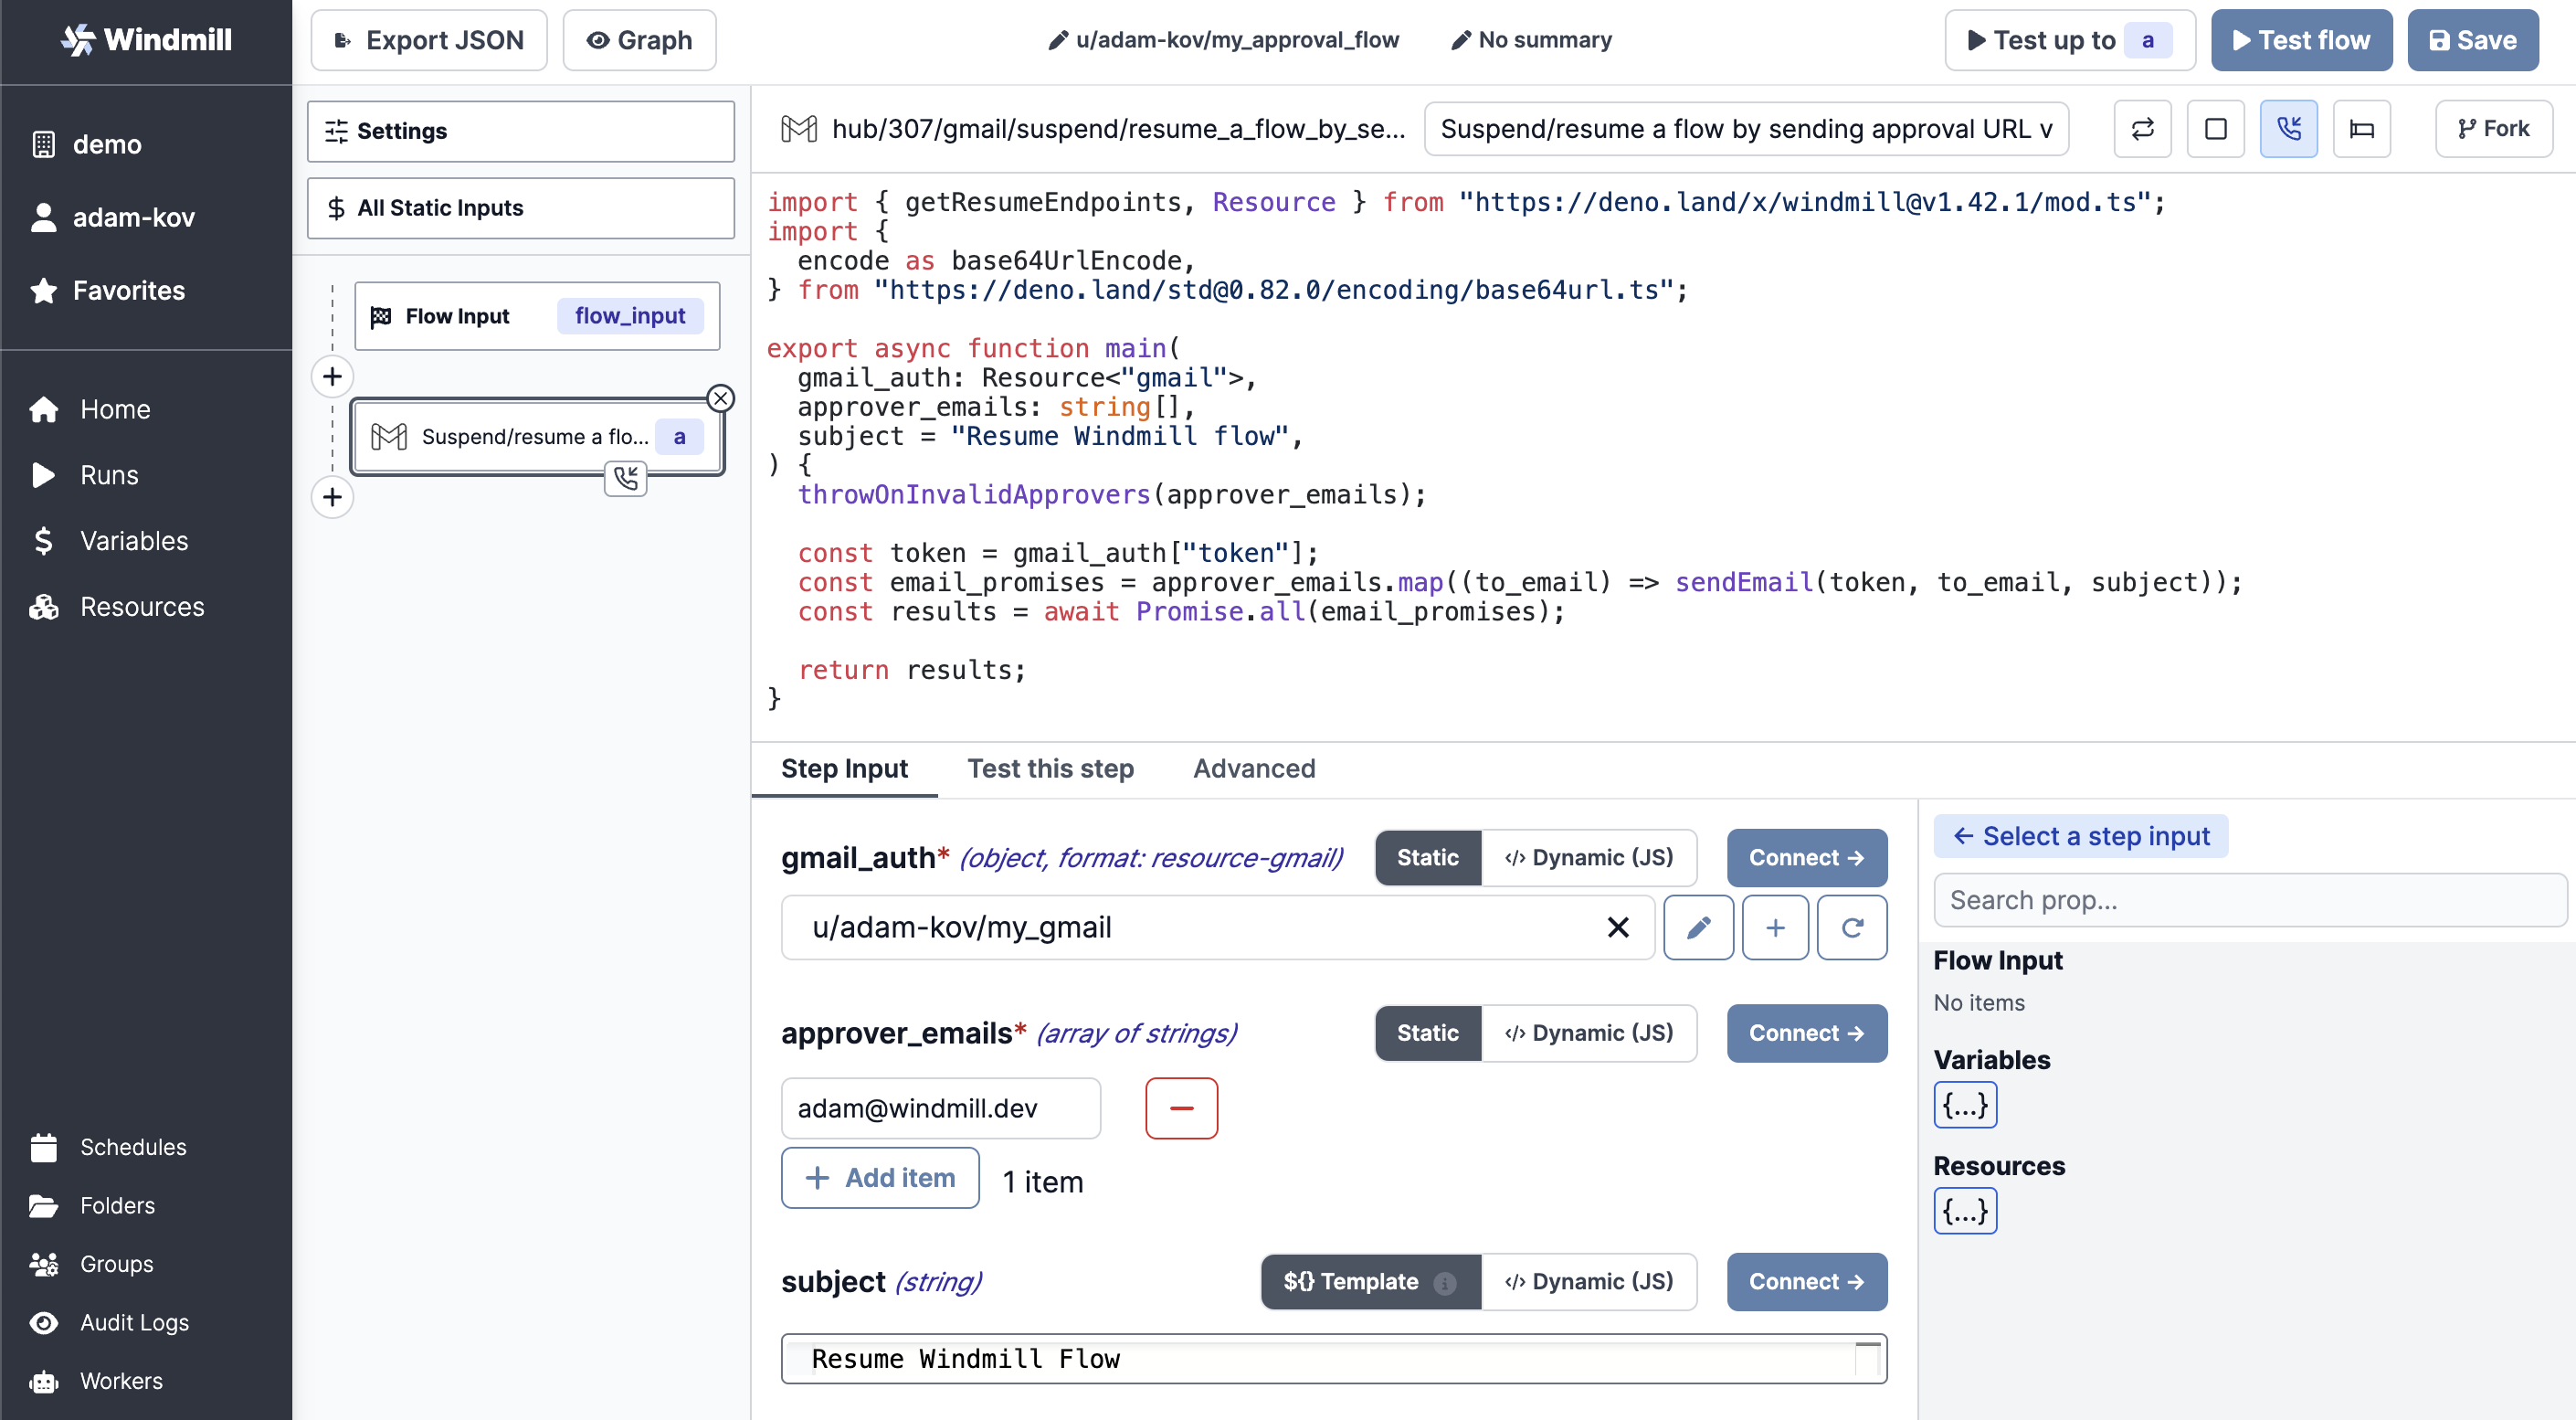 Windmill
demo
adam-kov
Favorites
Home
Runs
Variables
Resources
Schedules
Folders
Groups
Audit Logs
Workers
Export JSON
Graph
u/adam-kov/my_approval_flow
No summary
Test up to a
Test flow
Save
Settings
All Static Inputs
Flow Input flow_input
Suspend/resume a flo... a
hub/307/gmail/suspend/resume_a_flow_by_se...
Suspend/resume a flow by sending approval URL v
Fork
import { getResumeEndpoints, Resource } from "https://deno.land/x/windmill@v1.42.1/mod.ts";
import {
  encode as base64UrlEncode,
} from "https://deno.land/std@0.82.0/encoding/base64url.ts";
export async function main(
  gmail_auth: Resource<"gmail">,
  approver_emails: string[],
  subject = "Resume Windmill flow",
) {
  throwOnInvalidApprovers(approver_emails);
  const token = gmail_auth["token"];
  const email_promises = approver_emails.map((to_email) => sendEmail(token, to_email, subject));
  const results = await Promise.all(email_promises);
  return results;
}
Step Input
Test this step
Advanced
gmail_auth* (object, format: resource-gmail)
Static
</> Dynamic (JS)
Connect →
u/adam-kov/my_gmail
approver_emails* (array of strings)
Static
</> Dynamic (JS)
Connect →
adam@windmill.dev
+ Add item
1 item
subject (string)
${} Template
</> Dynamic (JS)
Connect →
Resume Windmill Flow
← Select a step input
Search prop...
Flow Input
No items
Variables
{...}
Resources
{...}